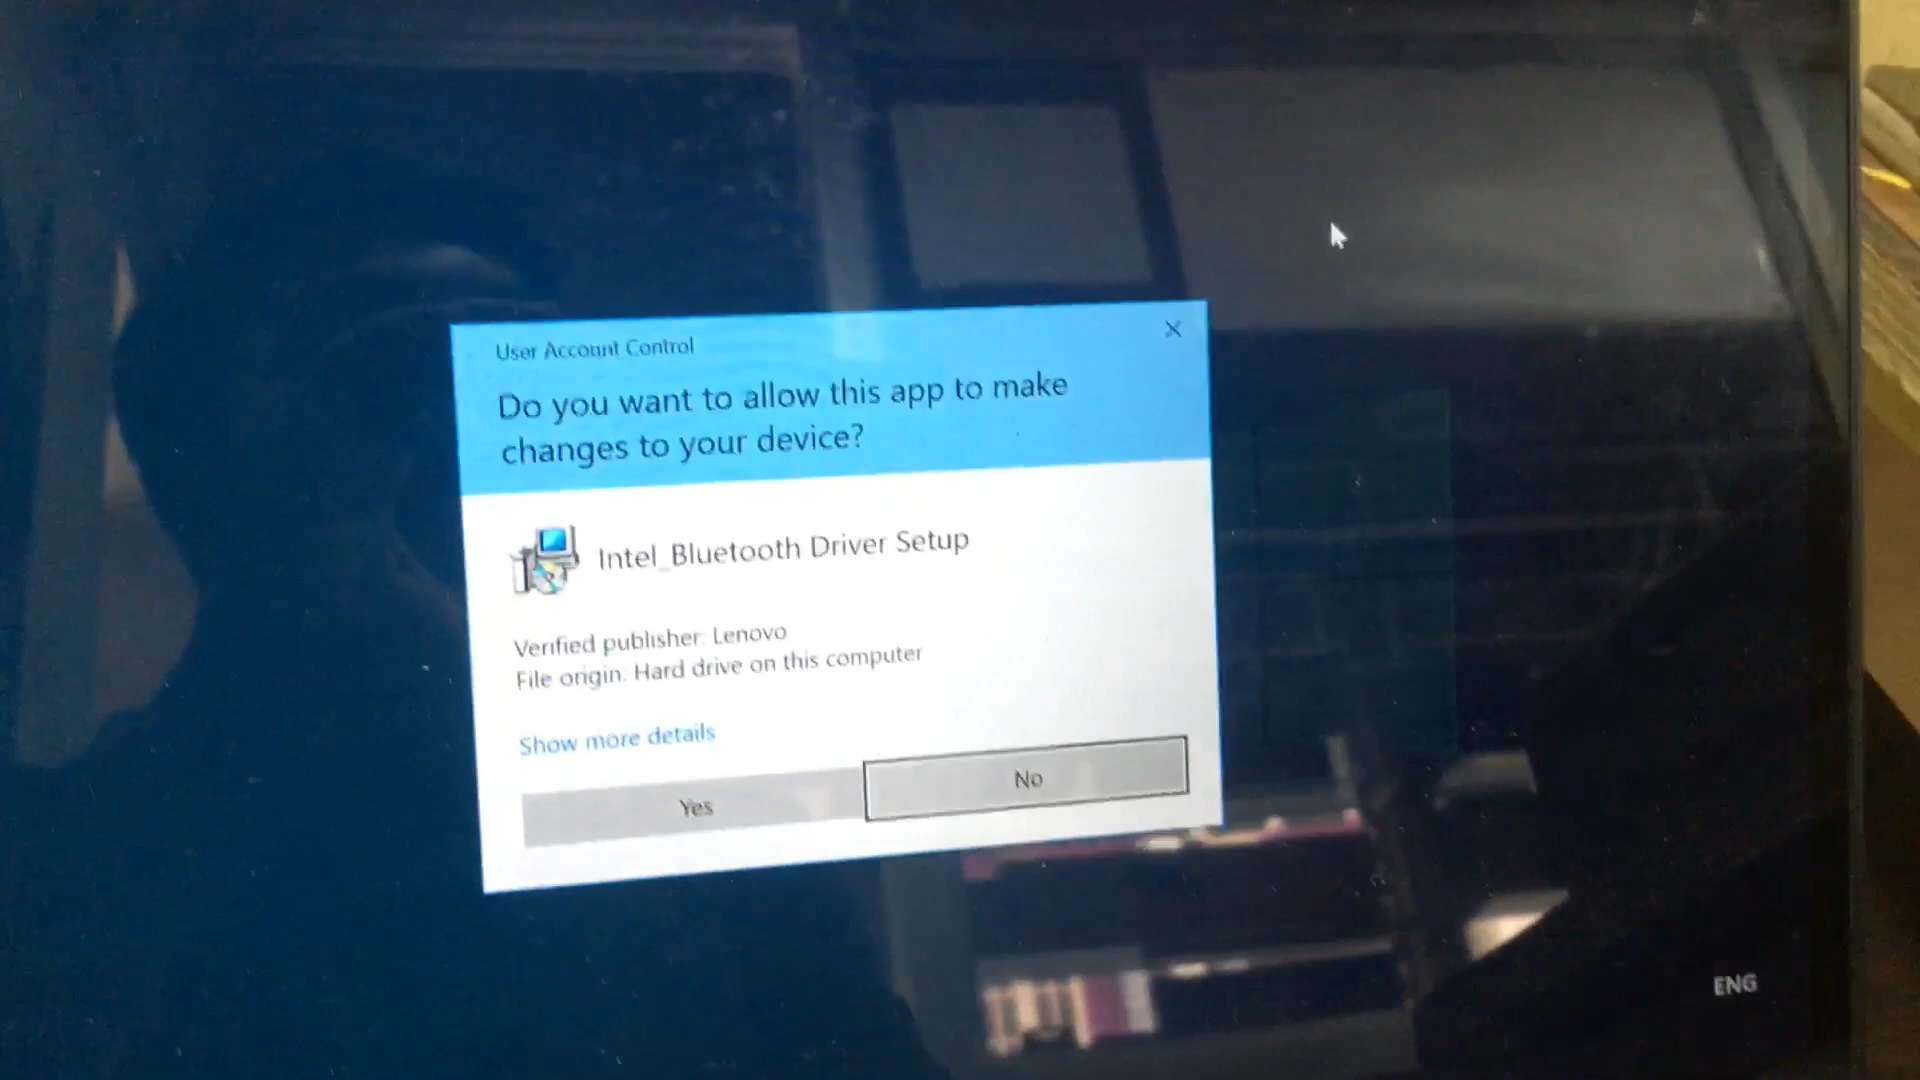 User Account Control
Do you want to allow this app to make
changes to your device?
Intel_Bluetooth Driver Setup
Verified publisher: Lenovo
File origin: Hard drive on this computer
Show more details
Yes
No
ENG